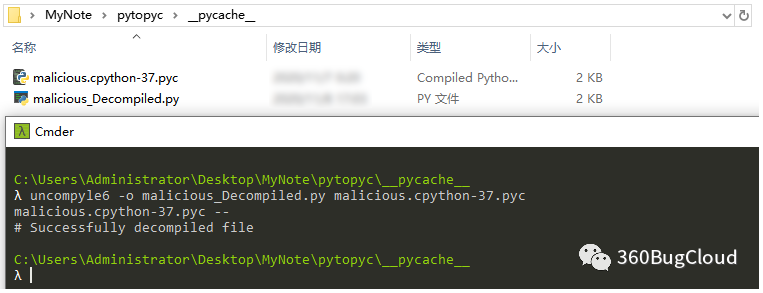 MyNote > pytopyc > __pycache__
名称 修改日期 类型 大小
malicious.cpython-37.pyc Compiled Pytho... 2 KB
malicious_Decompiled.py PY 文件 2 KB
λ Cmder
C:\Users\Administrator\Desktop\MyNote\pytopyc\__pycache__
λ uncompyle6 -o malicious_Decompiled.py malicious.cpython-37.pyc
malicious.cpython-37.pyc --
# Successfully decompiled file
C:\Users\Administrator\Desktop\MyNote\pytopyc\__pycache__
λ
360BugCloud